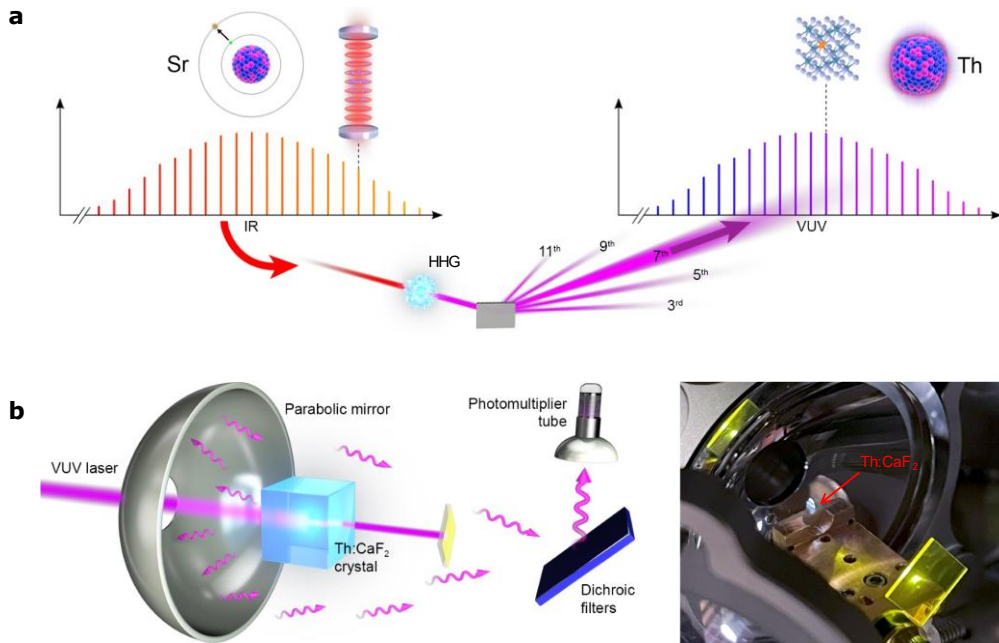 a
Sr
Th
IR
VUV
HHG
11th
9th
7th
5th
3rd
b
Parabolic mirror
VUV laser
Th:CaF2
crystal
Photomultiplier
tube
Dichroic
filters
Th:CaF2